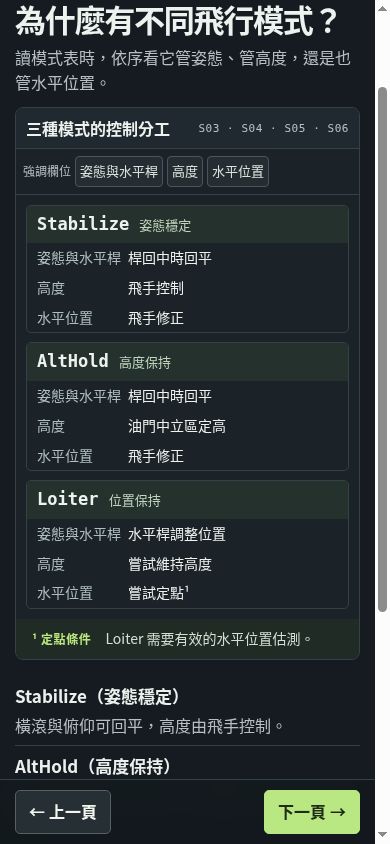 為什麼有不同飛行模式？
讀模式表時，依序看它管姿態、管高度，還是也
管水平位置。
三種模式的控制分工 S03 · S04 · S05 · S06
強調欄位 姿態與水平桿 高度 水平位置
Stabilize 姿態穩定
姿態與水平桿 桿回中時回平
高度 飛手控制
水平位置 飛手修正
AltHold 高度保持
姿態與水平桿 桿回中時回平
高度 油門中立區定高
水平位置 飛手修正
Loiter 位置保持
姿態與水平桿 水平桿調整位置
高度 嘗試維持高度
水平位置 嘗試定點¹
¹ 定點條件 Loiter 需要有效的水平位置估測。
Stabilize（姿態穩定）
橫滾與俯仰可回平，高度由飛手控制。
AltHold（高度保持）
← 上一頁 下一頁 →